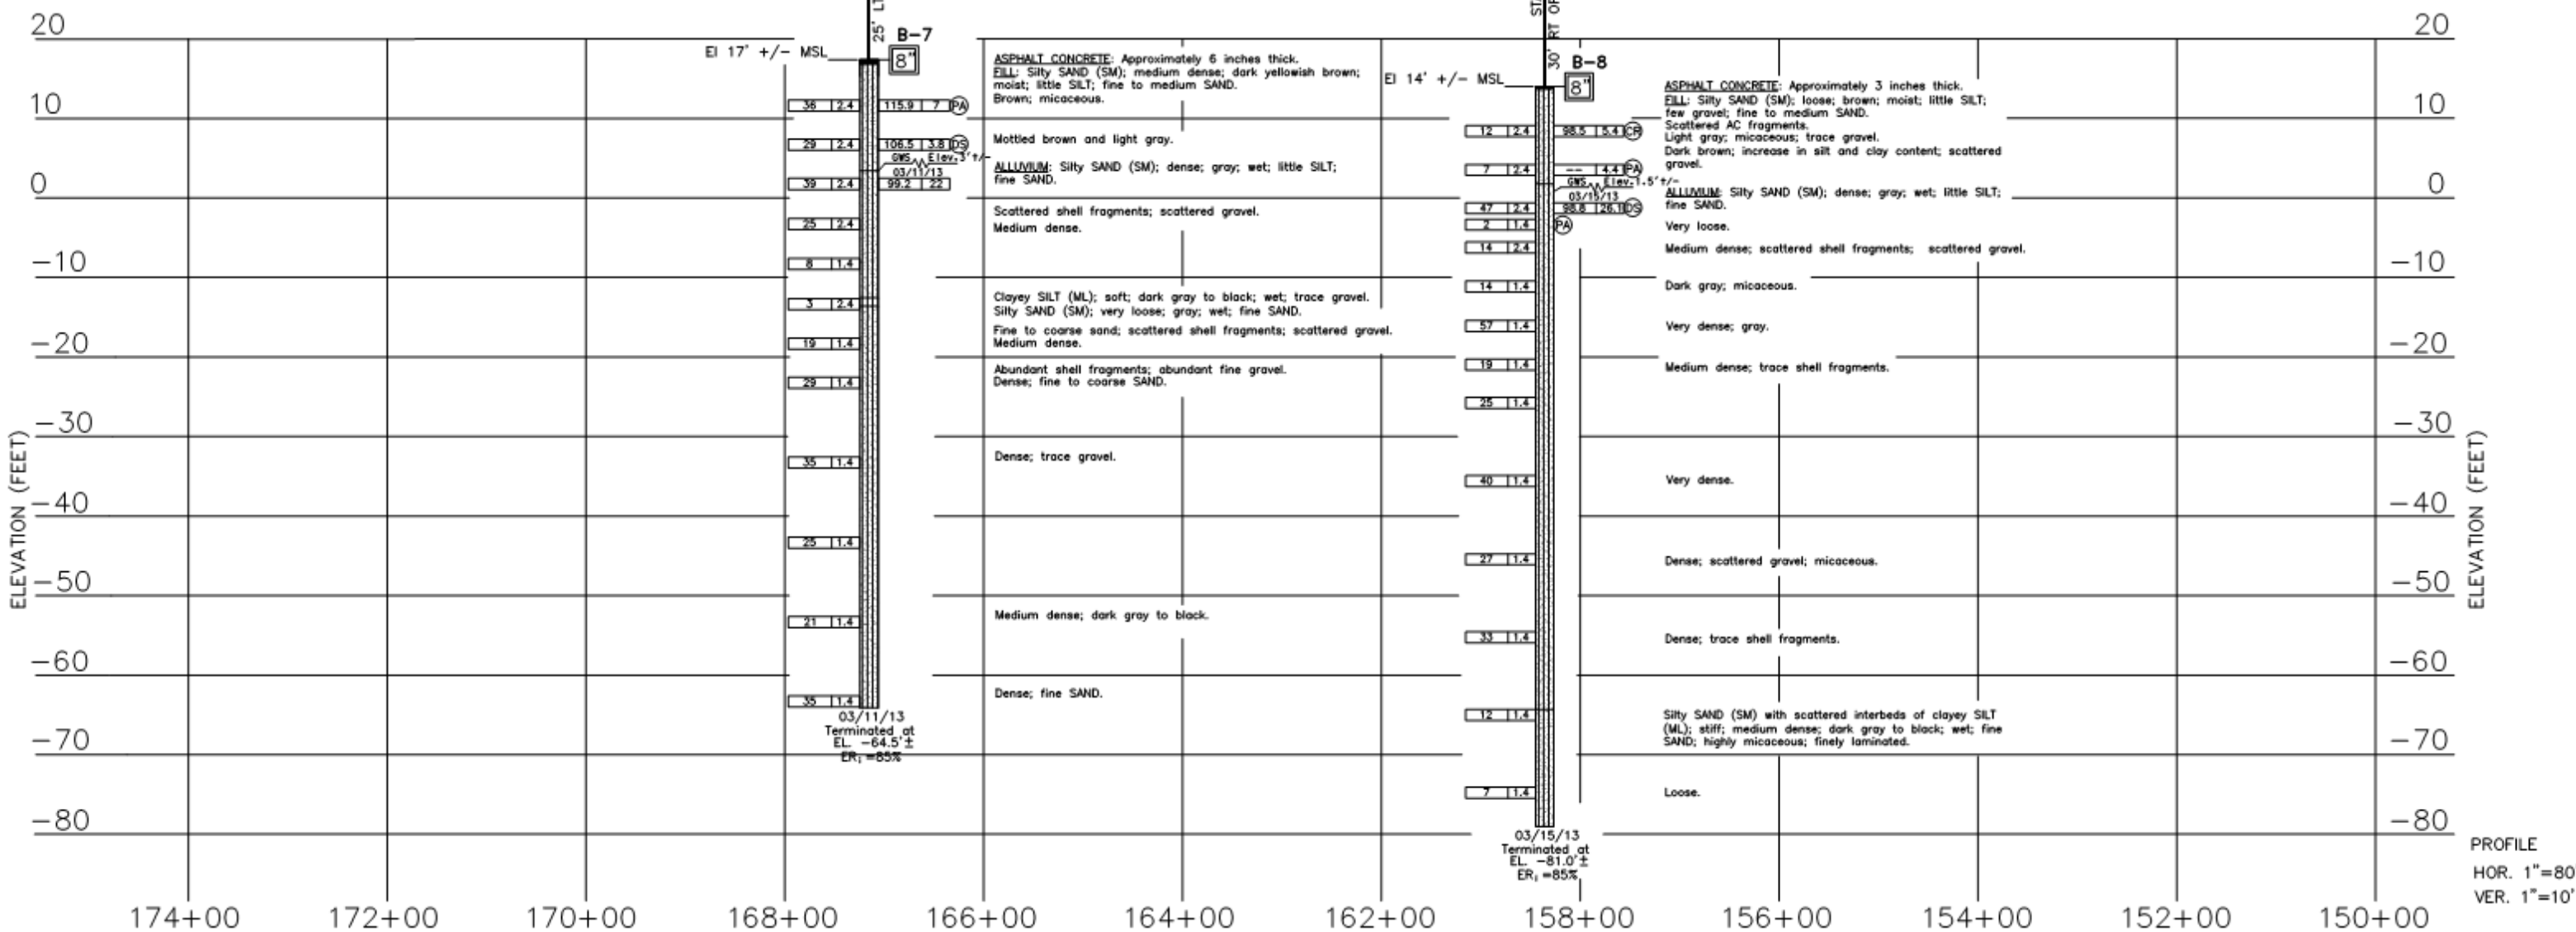 20
10
0
-10
-20
-30
-40
-50
-60
-70
-80
ELEVATION (FEET)
25' LT
B-7
8"
El 17' +/- MSL
36 2.4 115.9 7 PA
29 2.4 106.5 3.8 DS
GWS Elev.3'+/-
03/11/13
39 2.4 99.2 22
25 2.4
8 1.4
3 2.4
19 1.4
29 1.4
35 1.4
25 1.4
21 1.4
35 1.4
03/11/13
Terminated at
EL. -64.5'±
ERi =85%
ASPHALT CONCRETE: Approximately 6 inches thick.
FILL: Silty SAND (SM); medium dense; dark yellowish brown;
moist; little SILT; fine to medium SAND.
Brown; micaceous.
Mottled brown and light gray.
ALLUVIUM: Silty SAND (SM); dense; gray; wet; little SILT;
fine SAND.
Scattered shell fragments; scattered gravel.
Medium dense.
Clayey SILT (ML); soft; dark gray to black; wet; trace gravel.
Silty SAND (SM); very loose; gray; wet; fine SAND.
Fine to coarse sand; scattered shell fragments; scattered gravel.
Medium dense.
Abundant shell fragments; abundant fine gravel.
Dense; fine to coarse SAND.
Dense; trace gravel.
Medium dense; dark gray to black.
Dense; fine SAND.
30' RT OF
B-8
8"
El 14' +/- MSL
12 2.4 98.5 5.4 CR
7 2.4 -- 4.4 PA
GWS Elev.1.5'+/-
03/15/13
47 2.4 98.8 26.1 DS
2 1.4 PA
14 2.4
14 1.4
57 1.4
19 1.4
25 1.4
40 1.4
27 1.4
33 1.4
12 1.4
7 1.4
03/15/13
Terminated at
EL. -81.0'±
ERi =85%
ASPHALT CONCRETE: Approximately 3 inches thick.
FILL: Silty SAND (SM); loose; brown; moist; little SILT;
few gravel; fine to medium SAND.
Scattered AC fragments.
Light gray; micaceous; trace gravel.
Dark brown; increase in silt and clay content; scattered
gravel.
ALLUVIUM: Silty SAND (SM); dense; gray; wet; little SILT;
fine SAND.
Very loose.
Medium dense; scattered shell fragments; scattered gravel.
Dark gray; micaceous.
Very dense; gray.
Medium dense; trace shell fragments.
Very dense.
Dense; scattered gravel; micaceous.
Dense; trace shell fragments.
Silty SAND (SM) with scattered interbeds of clayey SILT
(ML); stiff; medium dense; dark gray to black; wet; fine
SAND; highly micaceous; finely laminated.
Loose.
20
10
0
-10
-20
-30
-40
-50
-60
-70
-80
ELEVATION (FEET)
PROFILE
HOR. 1"=80
VER. 1"=10'
174+00 172+00 170+00 168+00 166+00 164+00 162+00 158+00 156+00 154+00 152+00 150+00